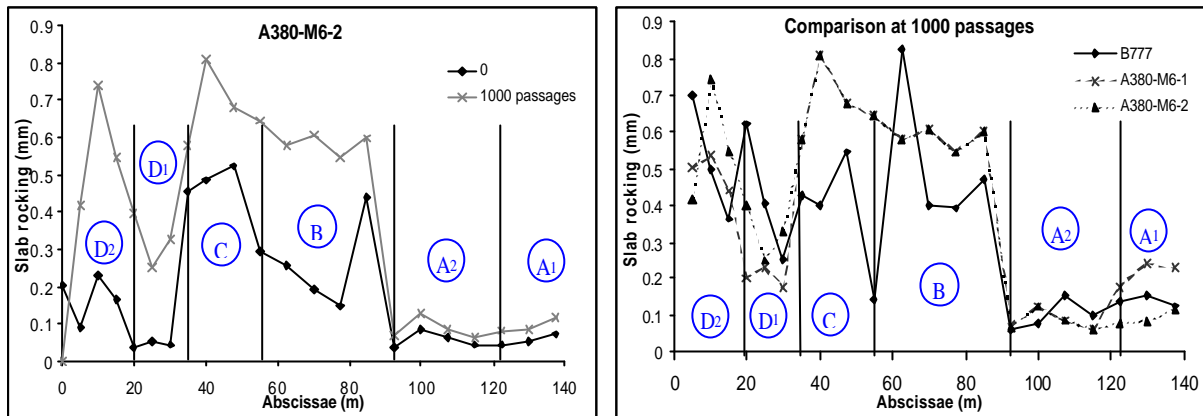 A380-M6-2
0
1000 passages
Slab rocking (mm)
0.9
0.8
0.7
0.6
0.5
0.4
0.3
0.2
0.1
0
D2
D1
C
B
A2
A1
0 20 40 60 80 100 120 140
Abscissae (m)
Comparison at 1000 passages
B777
A380-M6-1
A380-M6-2
Slab rocking (mm)
0.9
0.8
0.7
0.6
0.5
0.4
0.3
0.2
0.1
0
D2
D1
C
B
A2
A1
0 20 40 60 80 100 120 140
Abscissae (m)